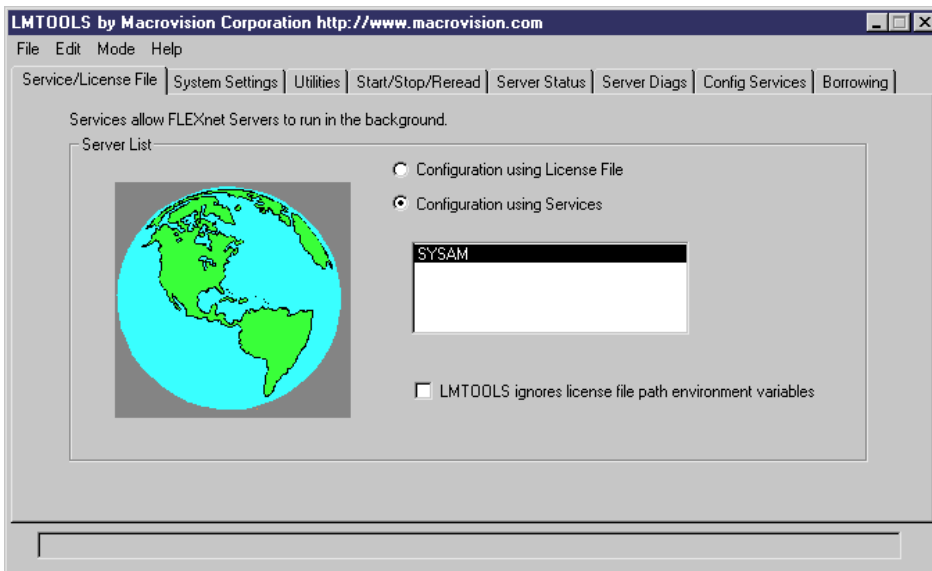 LMTOOLS by Macrovision Corporation http://www.macrovision.com
File Edit Mode Help
Service/License File System Settings Utilities Start/Stop/Reread Server Status Server Diags Config Services Borrowing
Services allow FLEXnet Servers to run in the background.
Server List
Configuration using License File
Configuration using Services
SYSAM
LMTOOLS ignores license file path environment variables